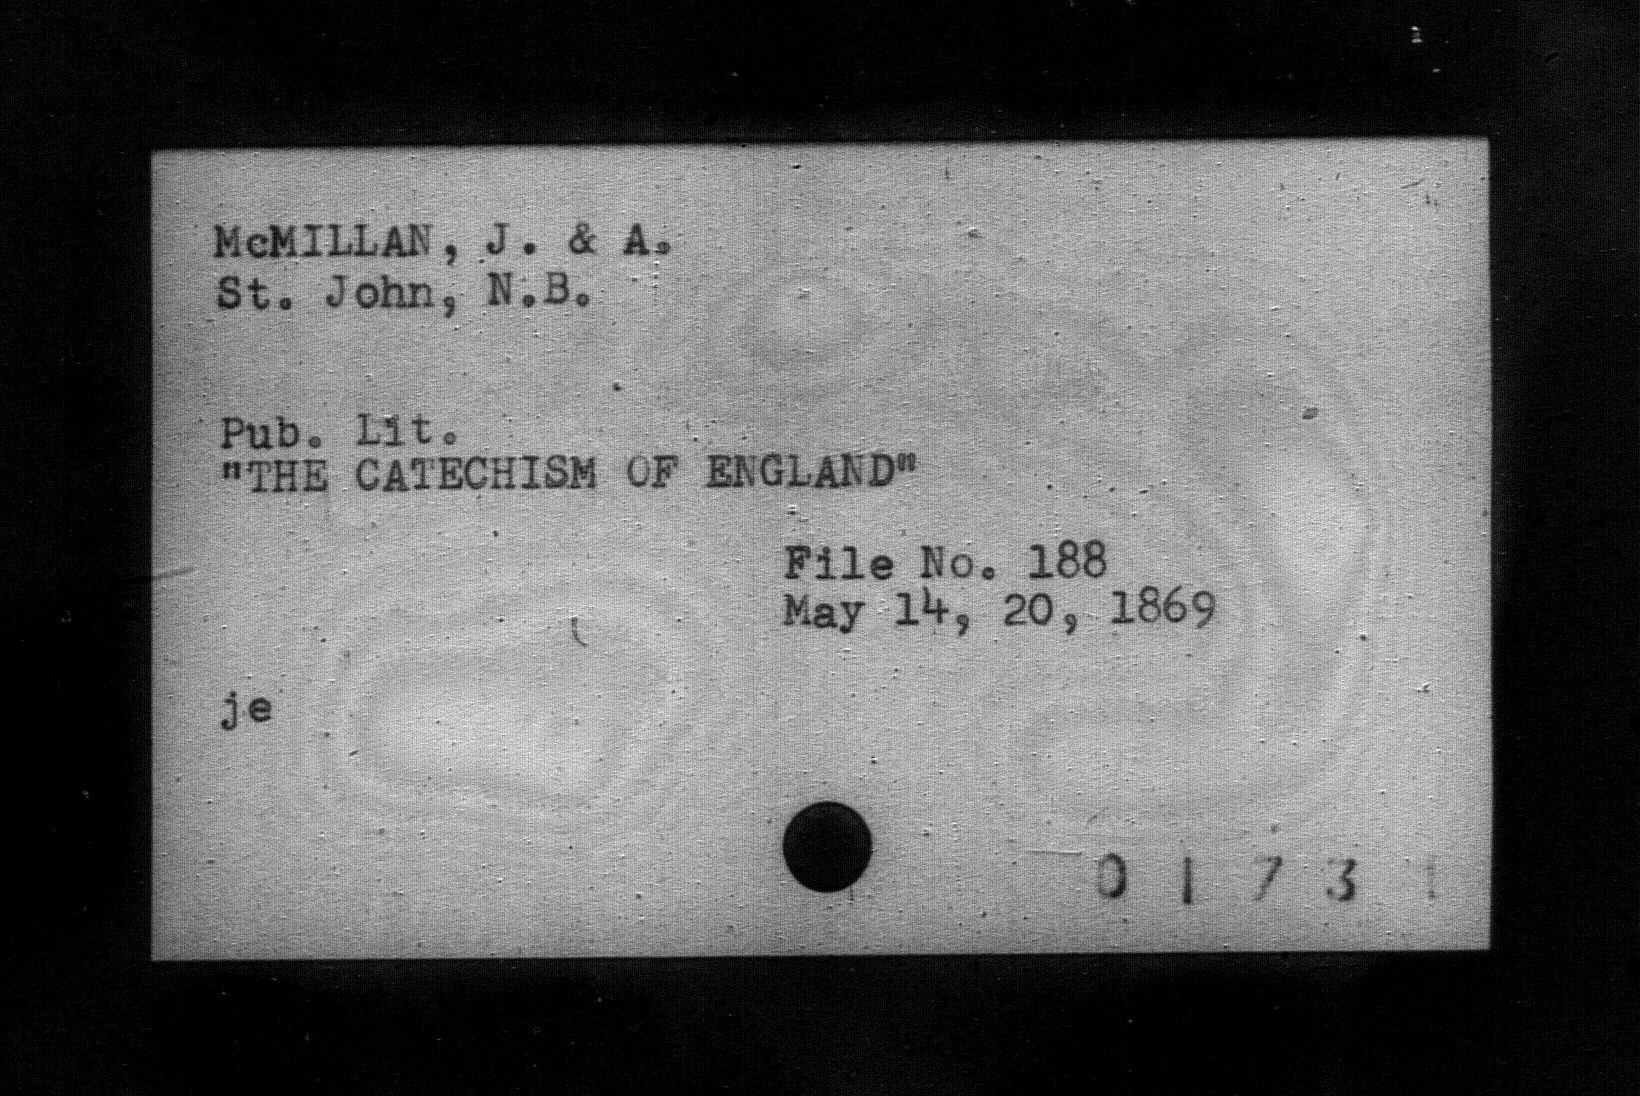 McMILLAN, J. & A.
St. John, N.B.
Pub. Lit.
"THE CATECHISM OF ENGLAND"
File No. 188
May 14, 20, 1869
je
0 1 7 3 1